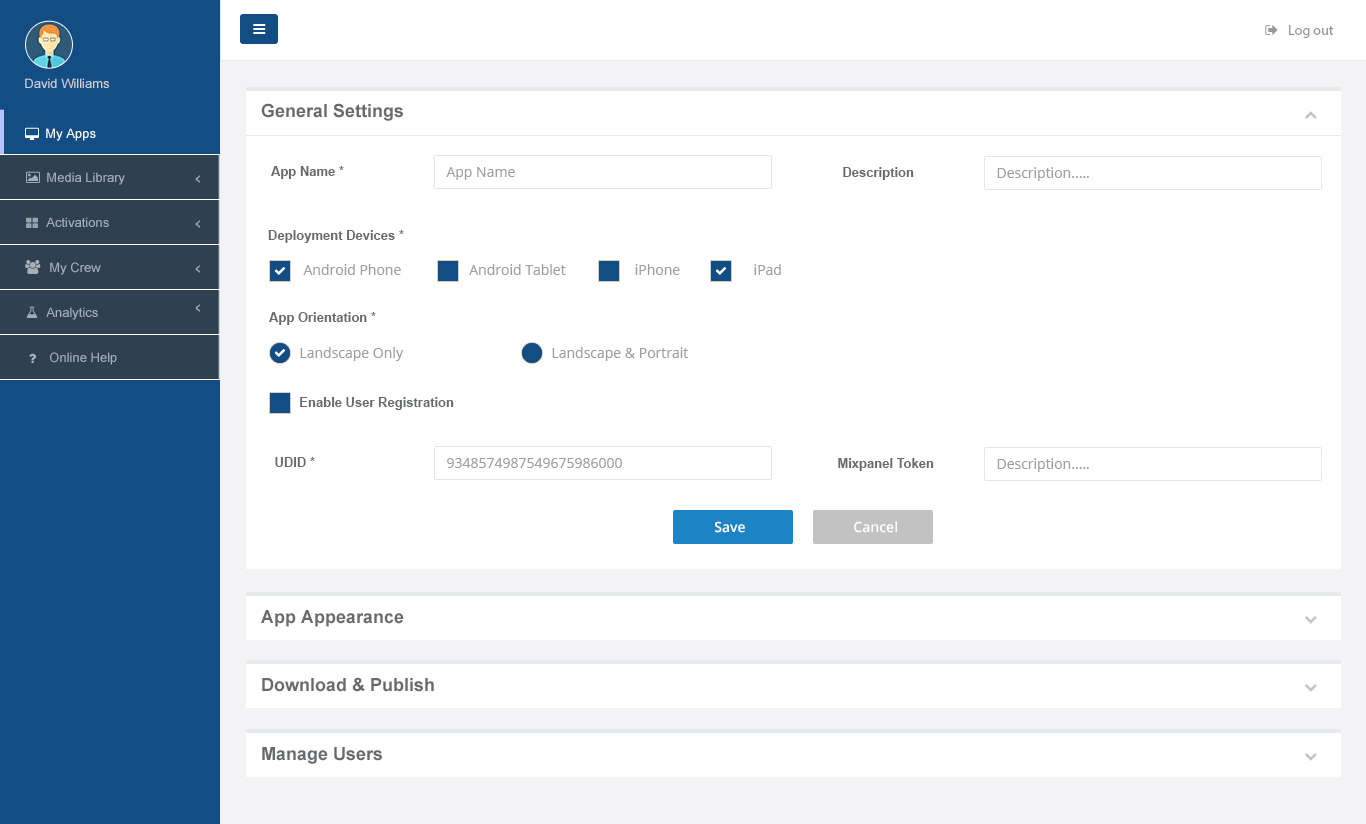 Log out
David Williams
My Apps
Media Library
Activations
My Crew
Analytics
Online Help
General Settings
App Name *
App Name
Description
Description.....
Deployment Devices *
Android Phone
Android Tablet
iPhone
iPad
App Orientation *
Landscape Only
Landscape & Portrait
Enable User Registration
UDID *
9348574987549675986000
Mixpanel Token
Description.....
Save
Cancel
App Appearance
Download & Publish
Manage Users